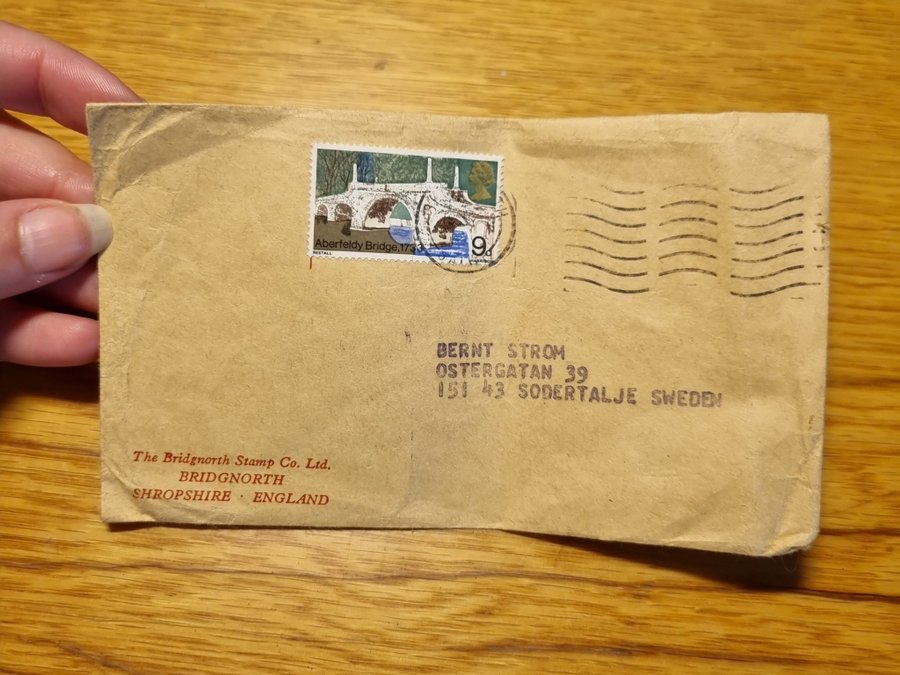 Aberfeldy Bridge, 173
9d
RESTALL
BERNT STROM
OSTERGATAN 39
151 43 SODERTALJE SWEDEN
The Bridgnorth Stamp Co. Ltd.
BRIDGNORTH
SHROPSHIRE · ENGLAND